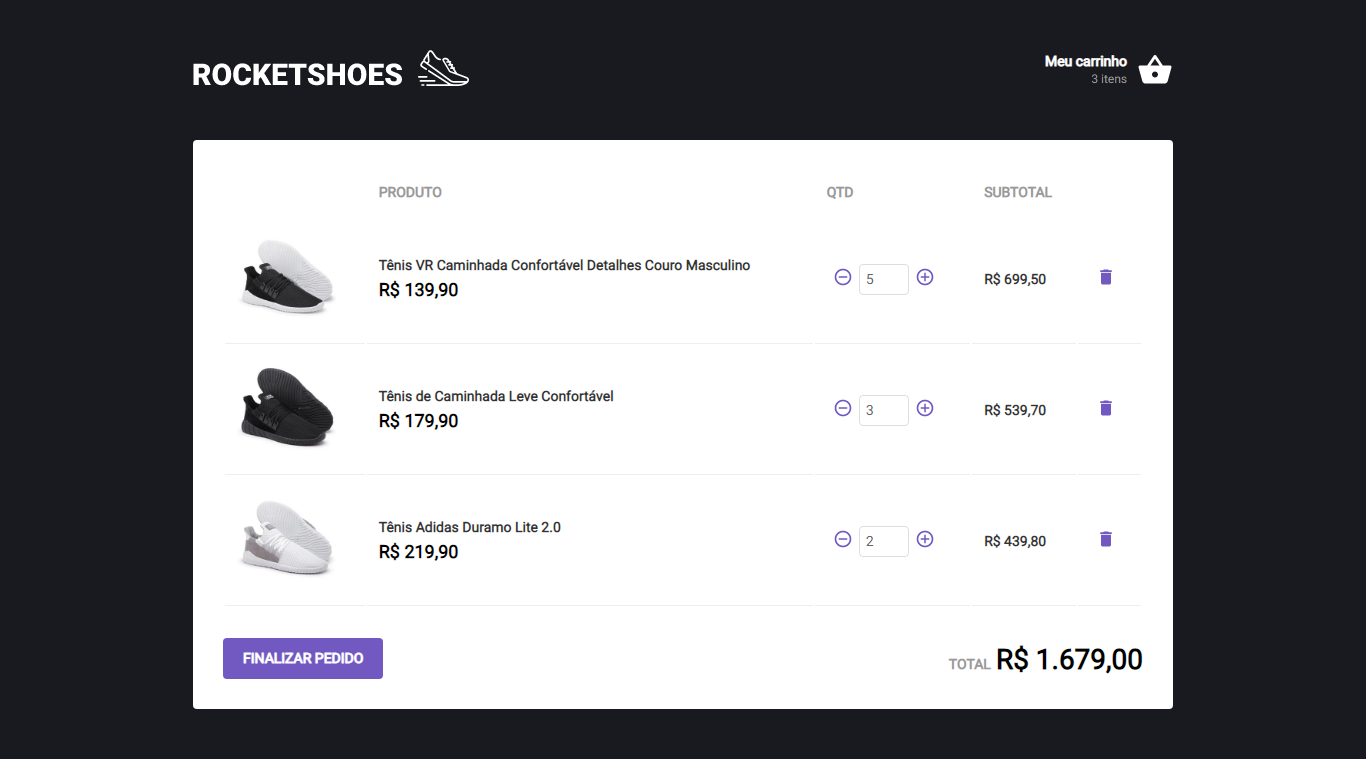 ROCKETSHOES
Meu carrinho
3 itens
PRODUTO QTD SUBTOTAL
Tênis VR Caminhada Confortável Detalhes Couro Masculino
R$ 139,90
5
R$ 699,50
Tênis de Caminhada Leve Confortável
R$ 179,90
3
R$ 539,70
Tênis Adidas Duramo Lite 2.0
R$ 219,90
2
R$ 439,80
FINALIZAR PEDIDO
TOTAL R$ 1.679,00